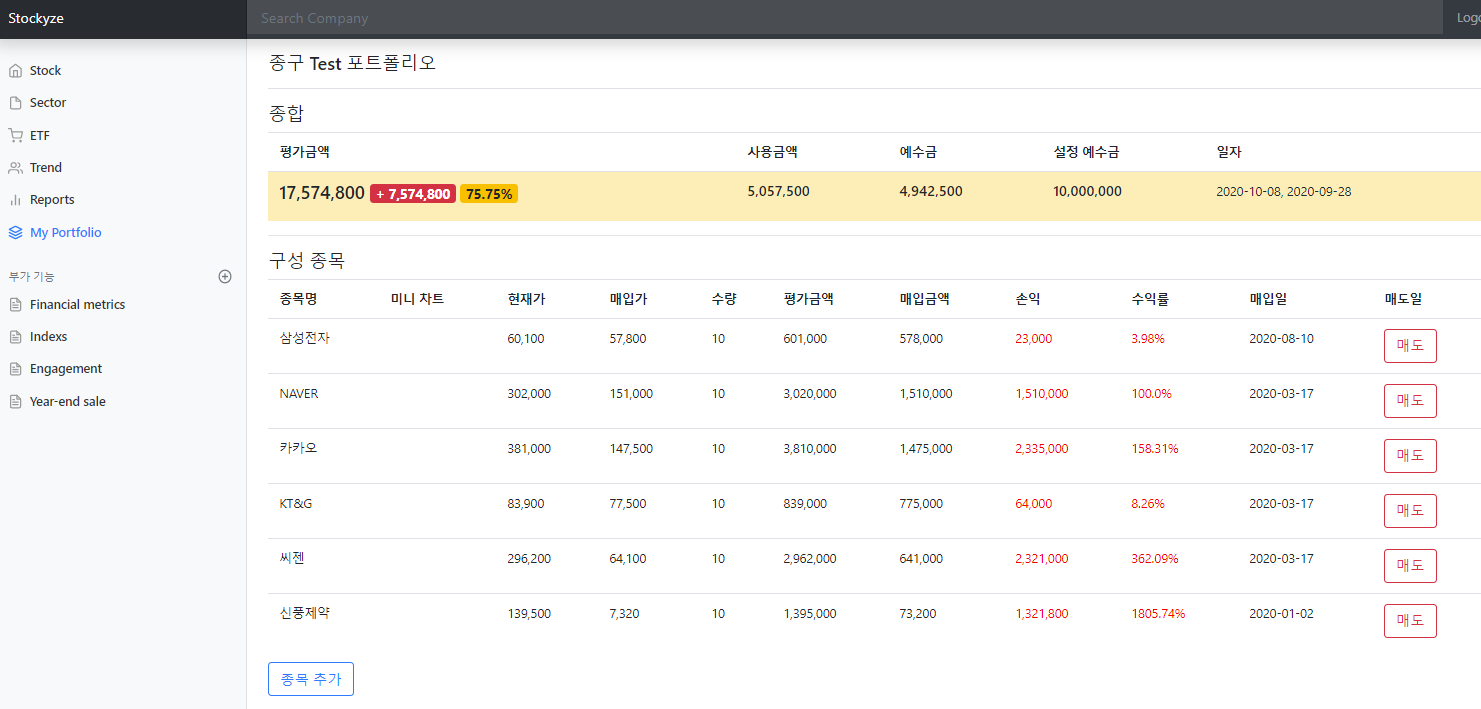 Stockyze Search Company Logo
Stock
Sector
ETF
Trend
Reports
My Portfolio
부가 기능
Financial metrics
Indexs
Engagement
Year-end sale
종구 Test 포트폴리오
종합
평가금액 사용금액 예수금 설정 예수금 일자
17,574,800 + 7,574,800 75.75% 5,057,500 4,942,500 10,000,000 2020-10-08, 2020-09-28
구성 종목
종목명 미니 차트 현재가 매입가 수량 평가금액 매입금액 손익 수익률 매입일 매도일
삼성전자 60,100 57,800 10 601,000 578,000 23,000 3.98% 2020-08-10 매도
NAVER 302,000 151,000 10 3,020,000 1,510,000 1,510,000 100.0% 2020-03-17 매도
카카오 381,000 147,500 10 3,810,000 1,475,000 2,335,000 158.31% 2020-03-17 매도
KT&G 83,900 77,500 10 839,000 775,000 64,000 8.26% 2020-03-17 매도
씨젠 296,200 64,100 10 2,962,000 641,000 2,321,000 362.09% 2020-03-17 매도
신풍제약 139,500 7,320 10 1,395,000 73,200 1,321,800 1805.74% 2020-01-02 매도
종목 추가